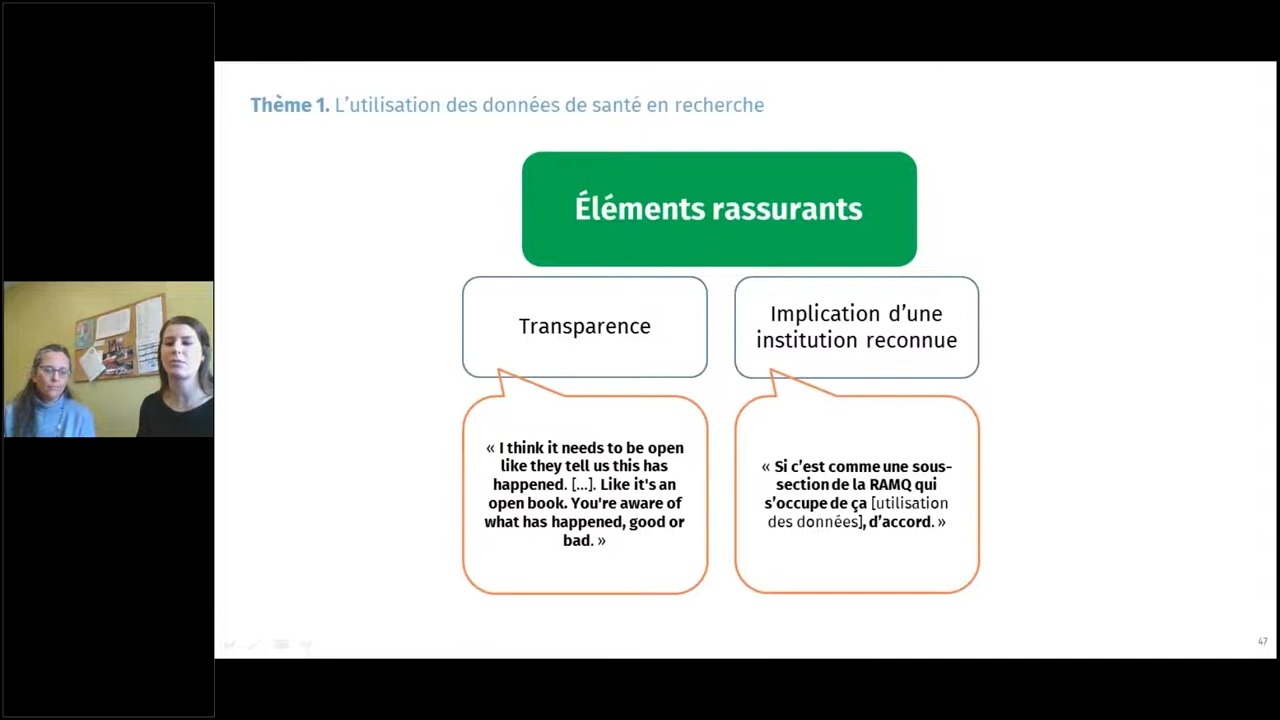 Thème 1. L’utilisation des données de santé en recherche
Éléments rassurants
Transparence
Implication d’une
institution reconnue
« I think it needs to be open
like they tell us this has
happened. [...]. Like it's an
open book. You're aware of
what has happened, good or
bad. »
« Si c’est comme une sous-
section de la RAMQ qui
s’occupe de ça [utilisation
des données], d’accord. »
47